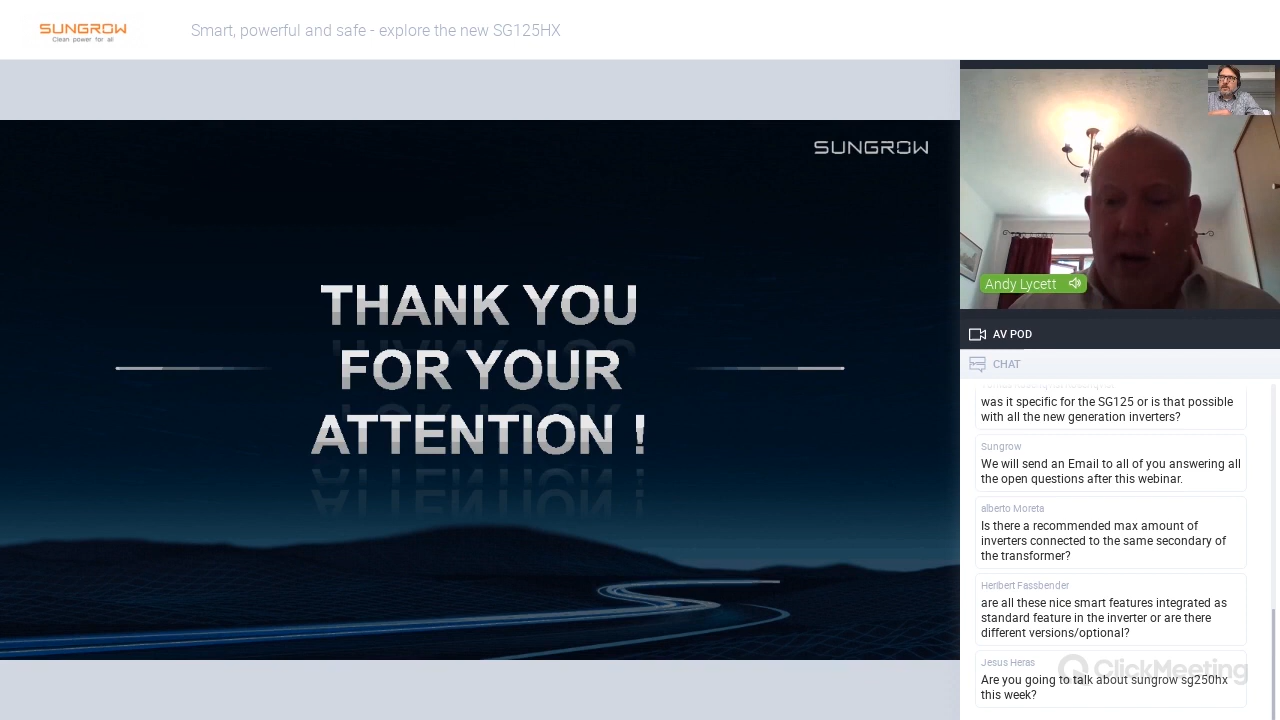 SUNGROW
Clean power for all
Smart, powerful and safe - explore the new SG125HX
SUNGROW
THANK YOU
FOR YOUR
ATTENTION !
Andy Lycett
AV POD
CHAT
was it specific for the SG125 or is that possible
with all the new generation inverters?
Sungrow
We will send an Email to all of you answering all
the open questions after this webinar.
alberto Moreta
Is there a recommended max amount of
inverters connected to the same secondary of
the transformer?
Heribert Fassbender
are all these nice smart features integrated as
standard feature in the inverter or are there
different versions/optional?
Jesus Heras
Are you going to talk about sungrow sg250hx
this week?
ClickMeeting